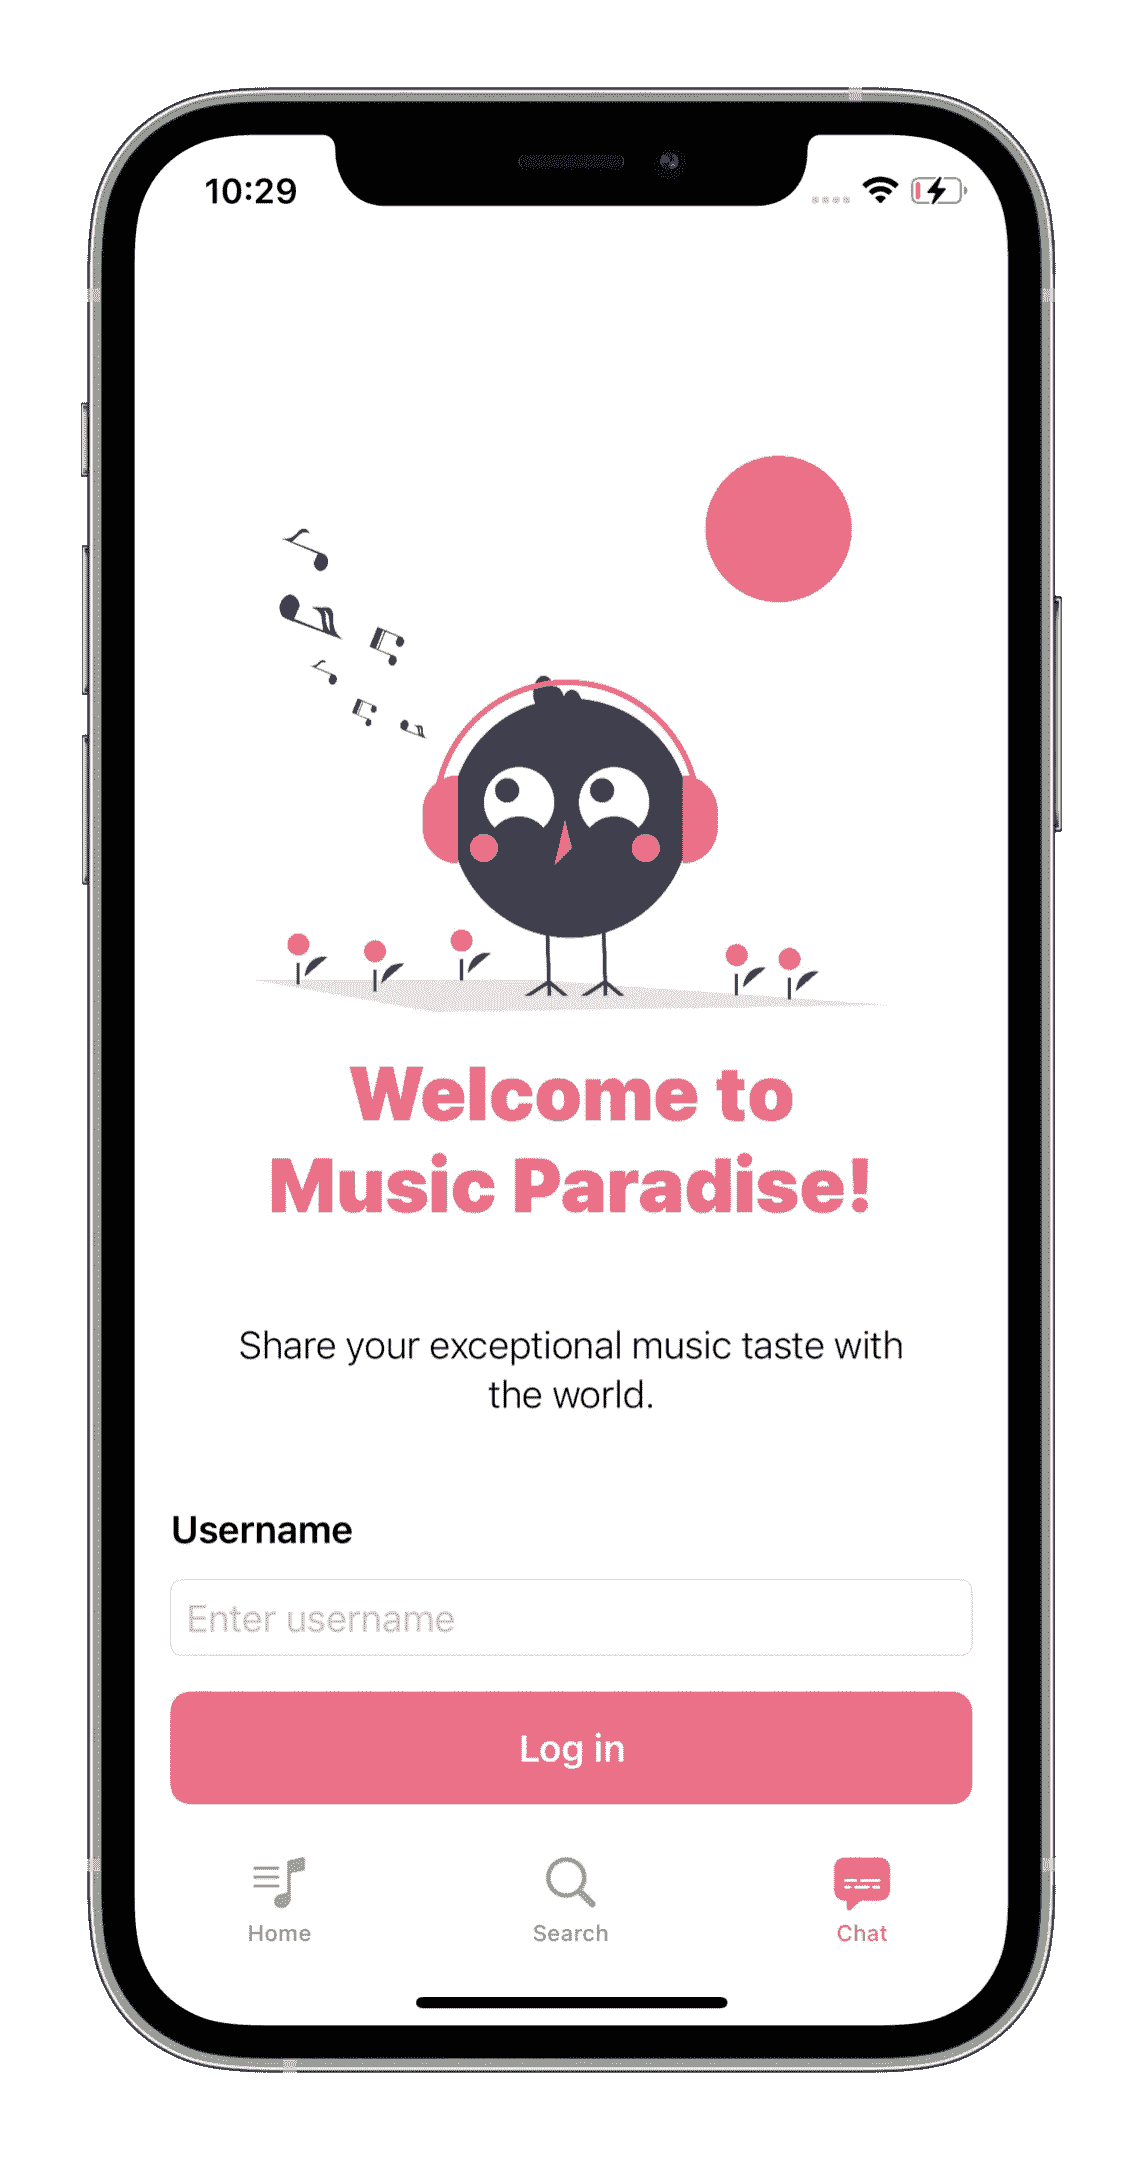 10:29
Welcome to
Music Paradise!
Share your exceptional music taste with
the world.
Username
Enter username
Log in
Home
Search
Chat